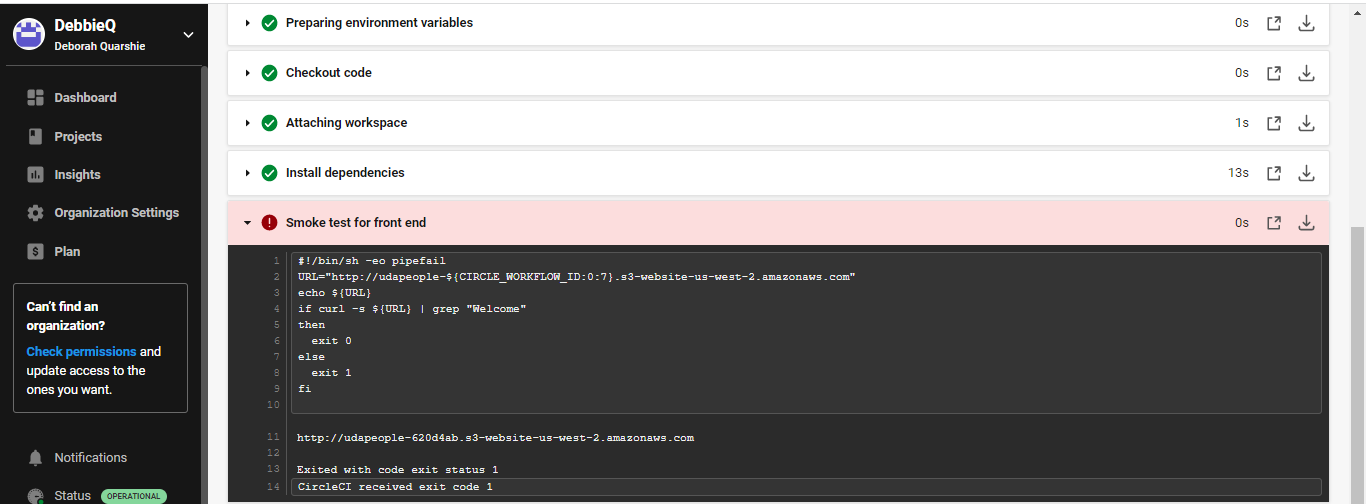 DebbieQ
Deborah Quarshie
Dashboard
Projects
Insights
Organization Settings
Plan
Can't find an
organization?
Check permissions and
update access to the
ones you want.
Notifications
Status OPERATIONAL
Preparing environment variables 0s
Checkout code 0s
Attaching workspace 1s
Install dependencies 13s
Smoke test for front end 0s
1 #!/bin/sh -eo pipefail
2 URL="http://udapeople-${CIRCLE_WORKFLOW_ID:0:7}.s3-website-us-west-2.amazonaws.com"
3 echo ${URL}
4 if curl -s ${URL} | grep "Welcome"
5 then
6 exit 0
7 else
8 exit 1
9 fi
10
11 http://udapeople-620d4ab.s3-website-us-west-2.amazonaws.com
12
13 Exited with code exit status 1
14 CircleCI received exit code 1